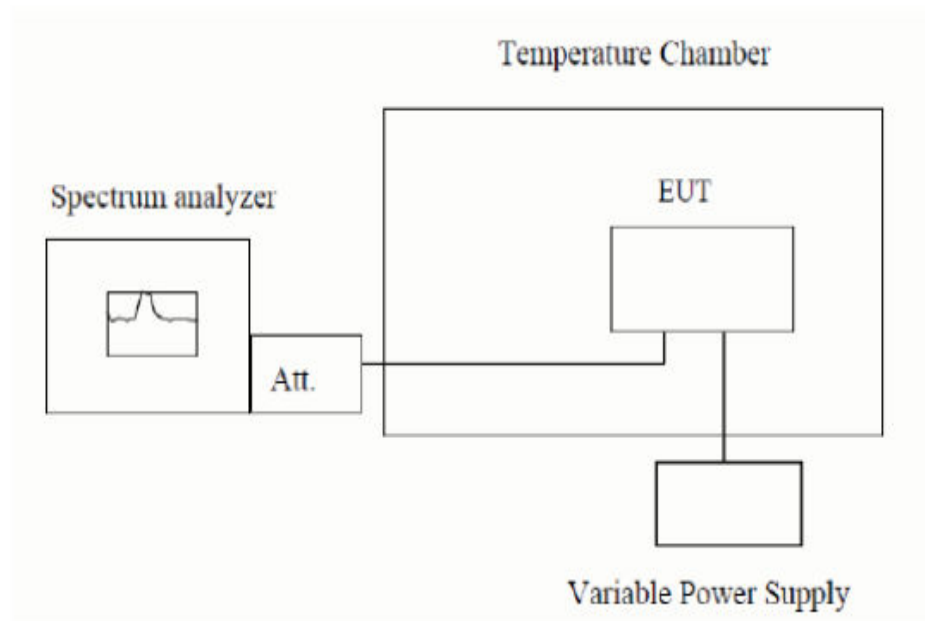 Temperature Chamber
Spectrum analyzer
EUT
Att.
Variable Power Supply